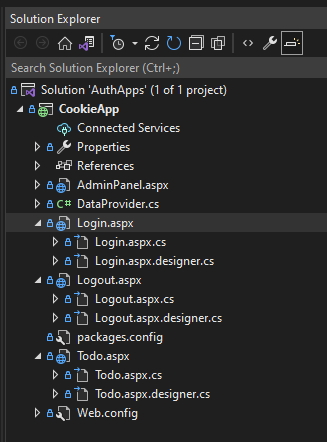 Solution Explorer
Search Solution Explorer (Ctrl+;)
Solution 'AuthApps' (1 of 1 project)
CookieApp
Connected Services
Properties
References
AdminPanel.aspx
C# DataProvider.cs
Login.aspx
Login.aspx.cs
Login.aspx.designer.cs
Logout.aspx
Logout.aspx.cs
Logout.aspx.designer.cs
packages.config
Todo.aspx
Todo.aspx.cs
Todo.aspx.designer.cs
Web.config